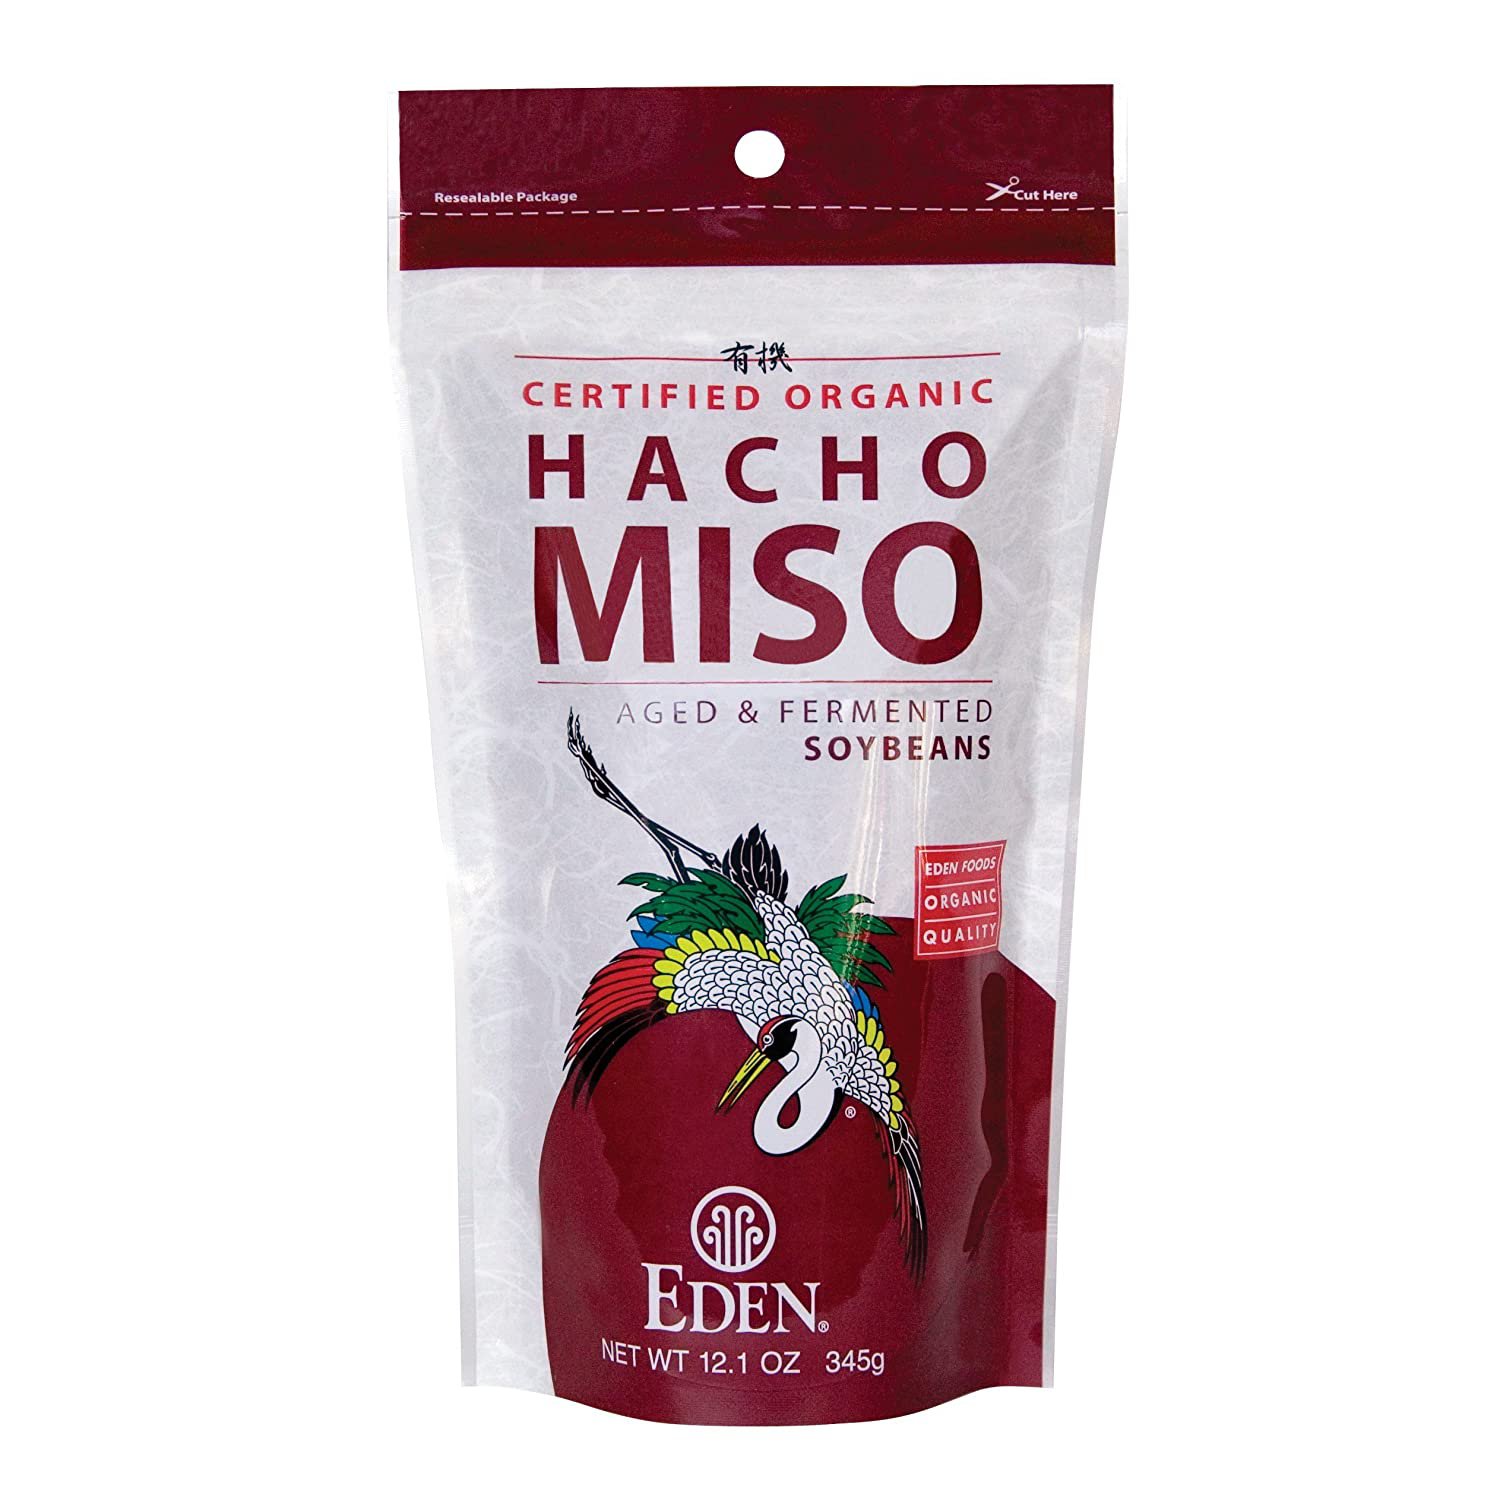 Resealable Package
Cut Here
有機
CERTIFIED ORGANIC
HACHO
MISO
AGED & FERMENTED
SOYBEANS
EDEN FOODS
ORGANIC
QUALITY
®
EDEN®
NET WT 12.1 OZ 345g